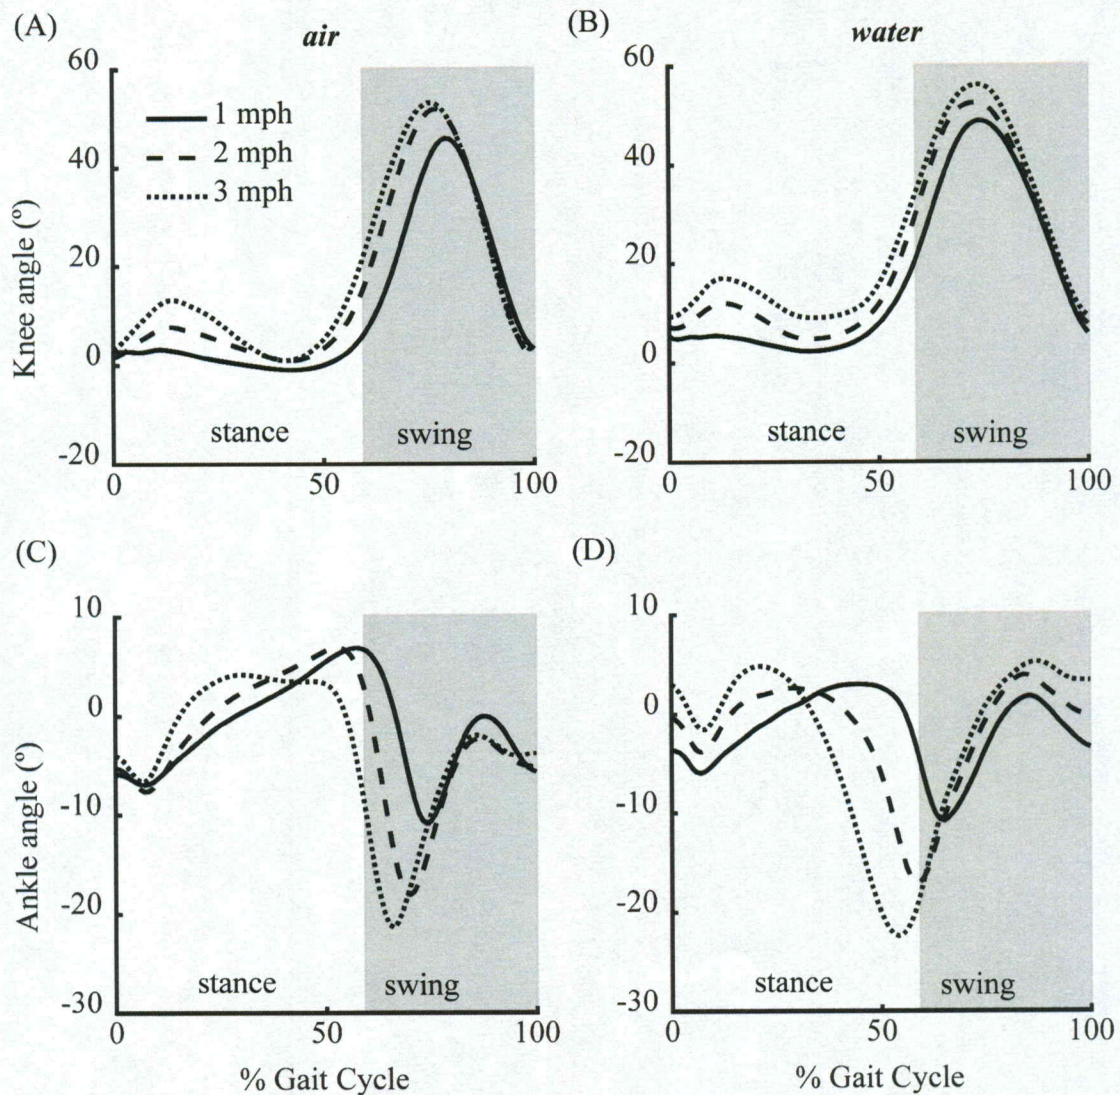 (A)
air
(B)
water
60
40
20
0
-20
Knee angle (º)
1 mph
2 mph
3 mph
stance
swing
0
50
100
60
40
20
0
-20
stance
swing
0
50
100
(C)
(D)
10
0
-10
-20
-30
Ankle angle (º)
stance
swing
0
50
100
% Gait Cycle
10
0
-10
-20
-30
stance
swing
0
50
100
% Gait Cycle